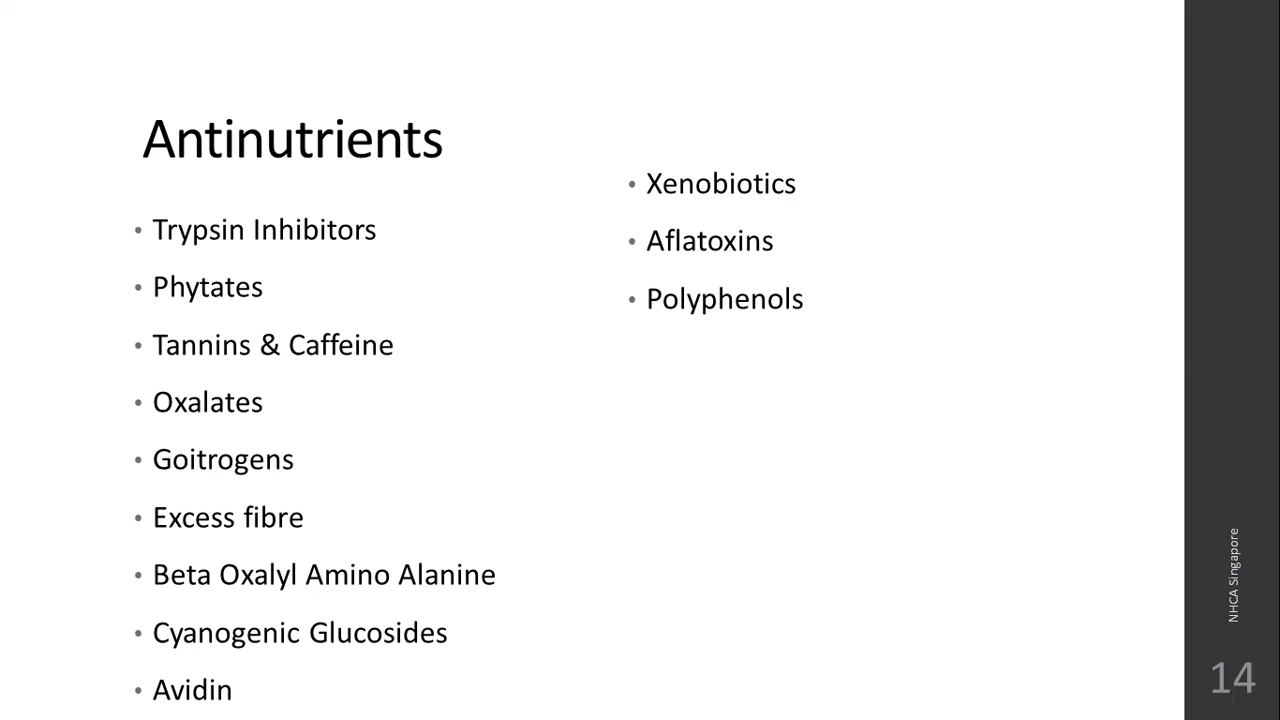 Antinutrients
• Trypsin Inhibitors
• Phytates
• Tannins & Caffeine
• Oxalates
• Goitrogens
• Excess fibre
• Beta Oxalyl Amino Alanine
• Cyanogenic Glucosides
• Avidin
• Xenobiotics
• Aflatoxins
• Polyphenols
NHCA Singapore
14